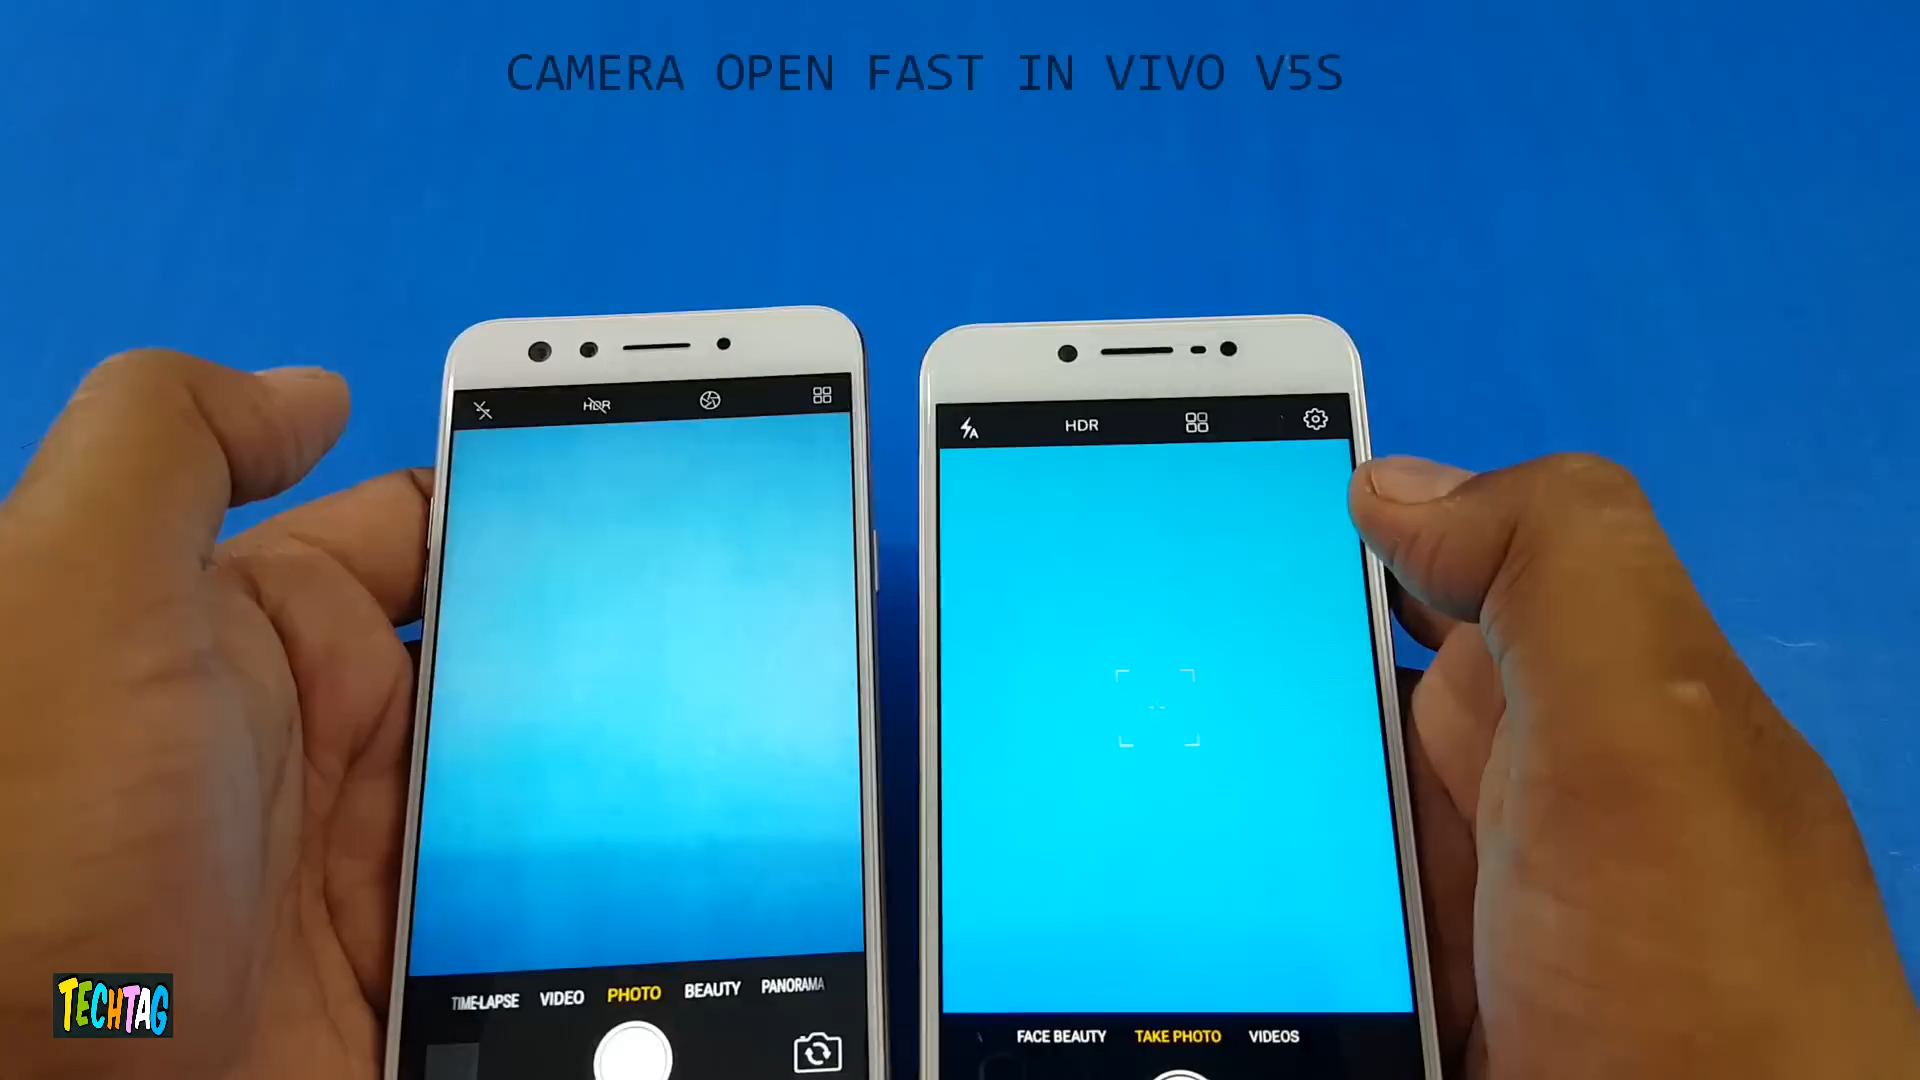 CAMERA OPEN FAST IN VIVO V5S
HDR
HDR
TIME-LAPSE VIDEO PHOTO BEAUTY PANORAMA
FACE BEAUTY TAKE PHOTO VIDEOS
TECHTAG